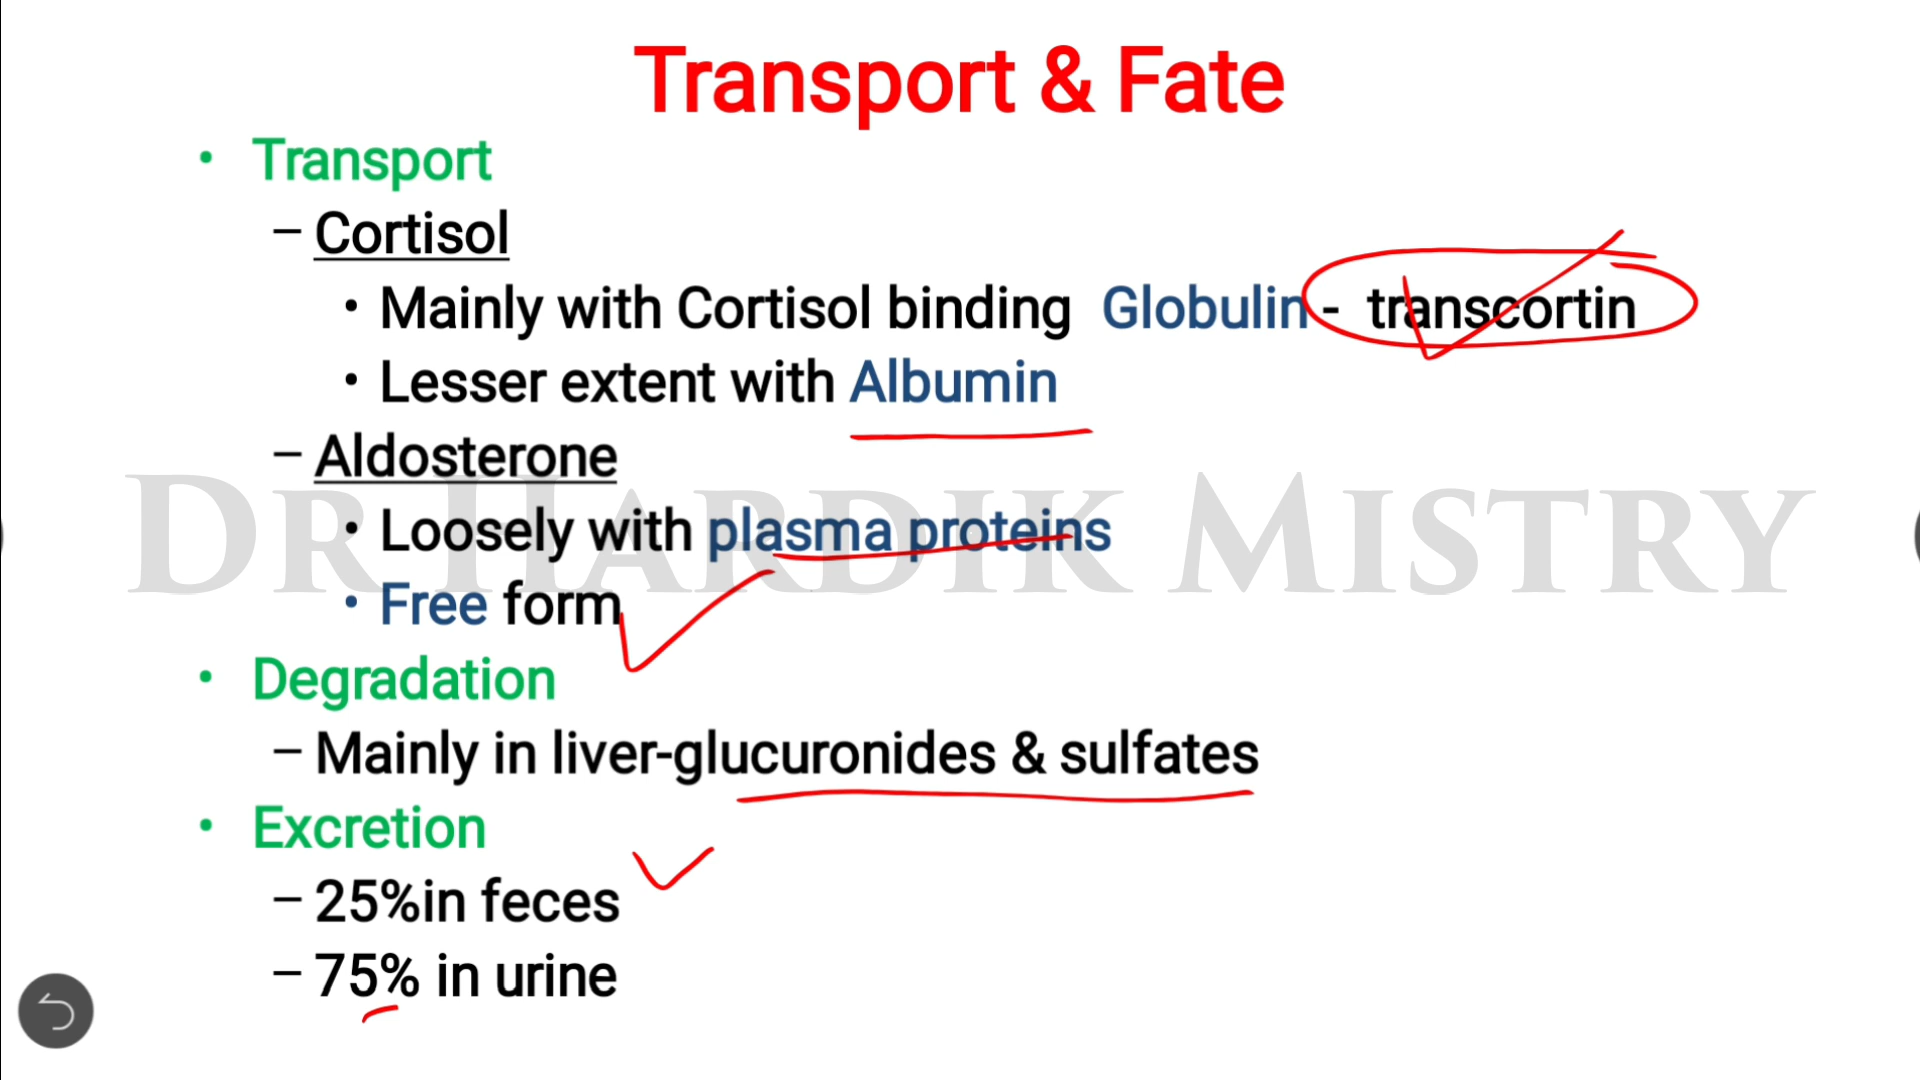 Transport & Fate
• Transport
– Cortisol
• Mainly with Cortisol binding Globulin - transcortin
• Lesser extent with Albumin
– Aldosterone
• Loosely with plasma proteins
• Free form
• Degradation
– Mainly in liver-glucuronides & sulfates
• Excretion
– 25%in feces
– 75% in urine
DR HARDIK MISTRY